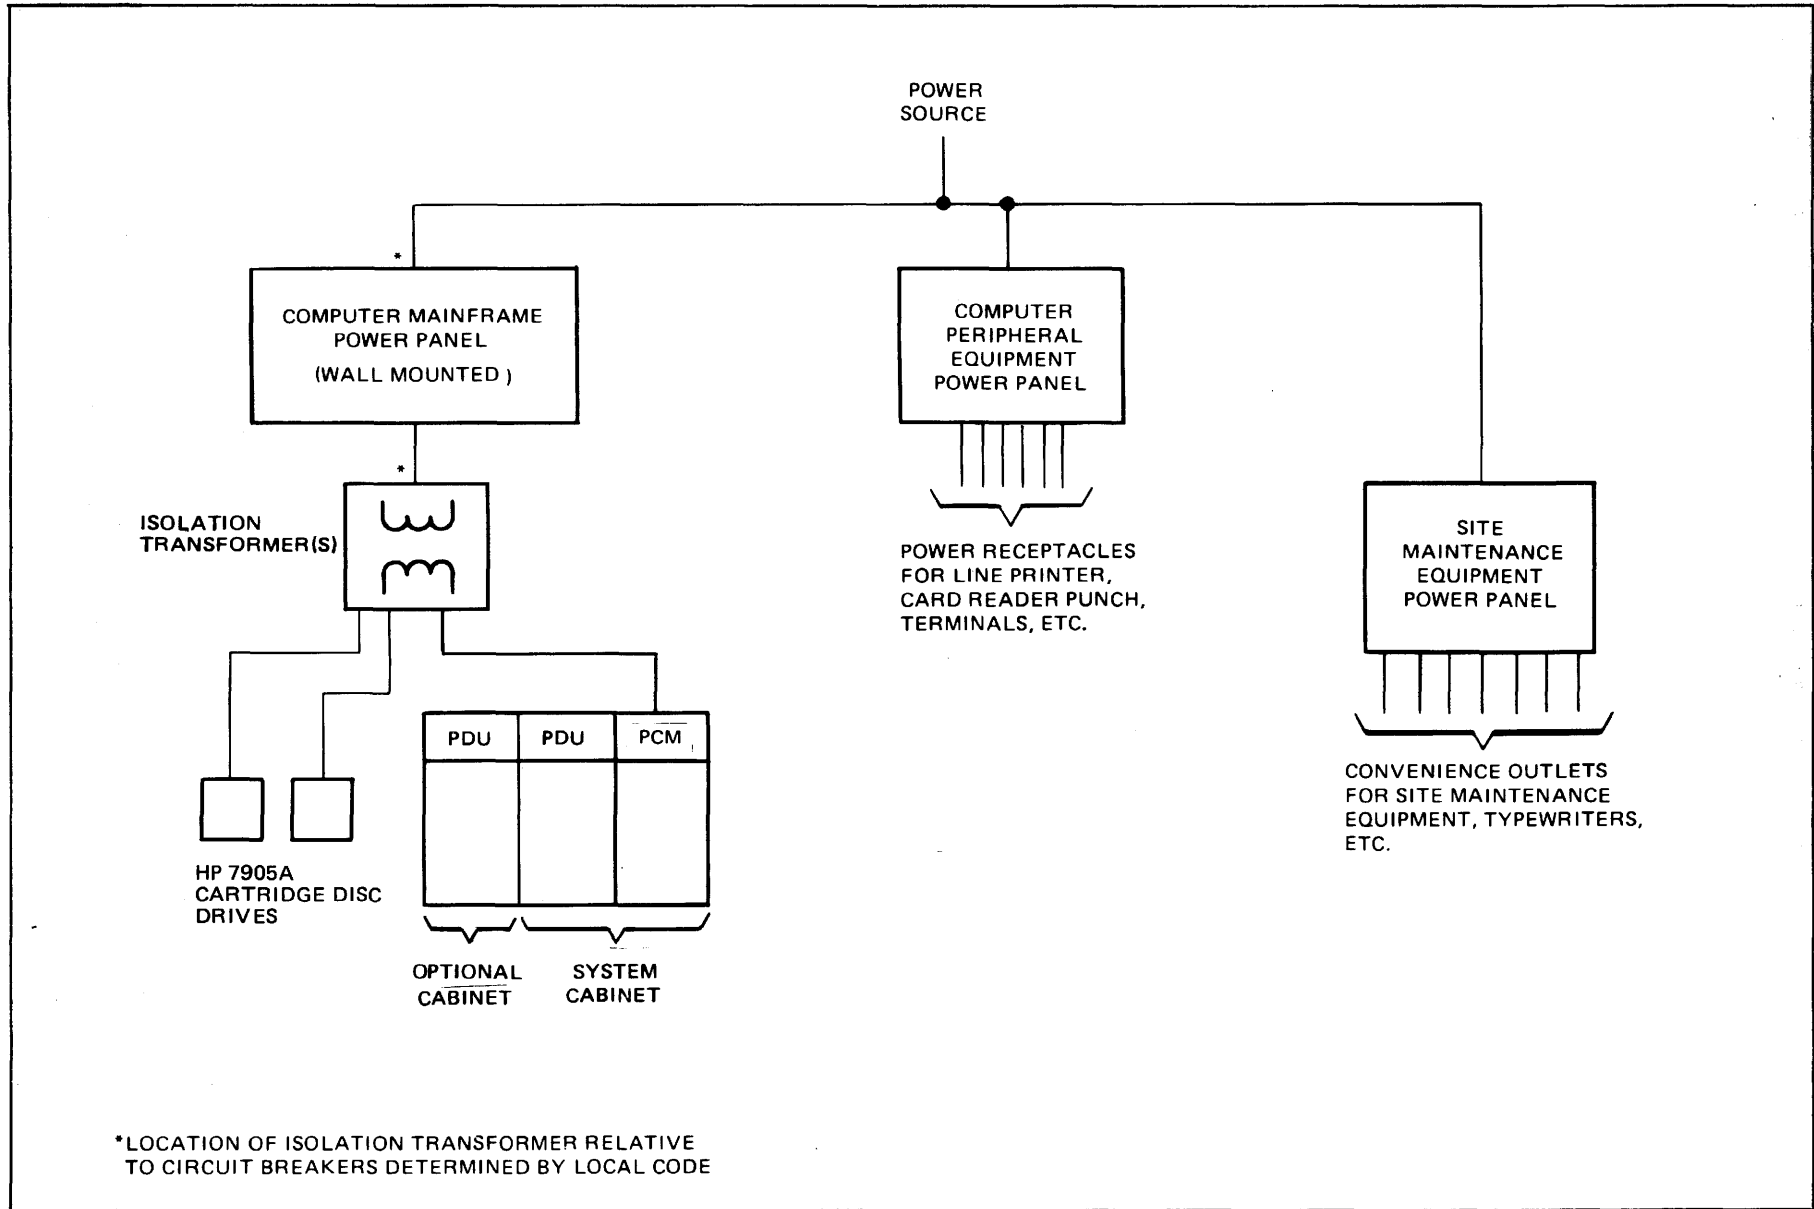 POWER
SOURCE
*
COMPUTER MAINFRAME
POWER PANEL
(WALL MOUNTED )
COMPUTER
PERIPHERAL
EQUIPMENT
POWER PANEL
*
ISOLATION
TRANSFORMER(S)
POWER RECEPTACLES
FOR LINE PRINTER,
CARD READER PUNCH,
TERMINALS, ETC.
SITE
MAINTENANCE
EQUIPMENT
POWER PANEL
PDU
PDU
PCM
CONVENIENCE OUTLETS
FOR SITE MAINTENANCE
EQUIPMENT, TYPEWRITERS,
ETC.
HP 7905A
CARTRIDGE DISC
DRIVES
OPTIONAL
CABINET
SYSTEM
CABINET
*LOCATION OF ISOLATION TRANSFORMER RELATIVE
TO CIRCUIT BREAKERS DETERMINED BY LOCAL CODE